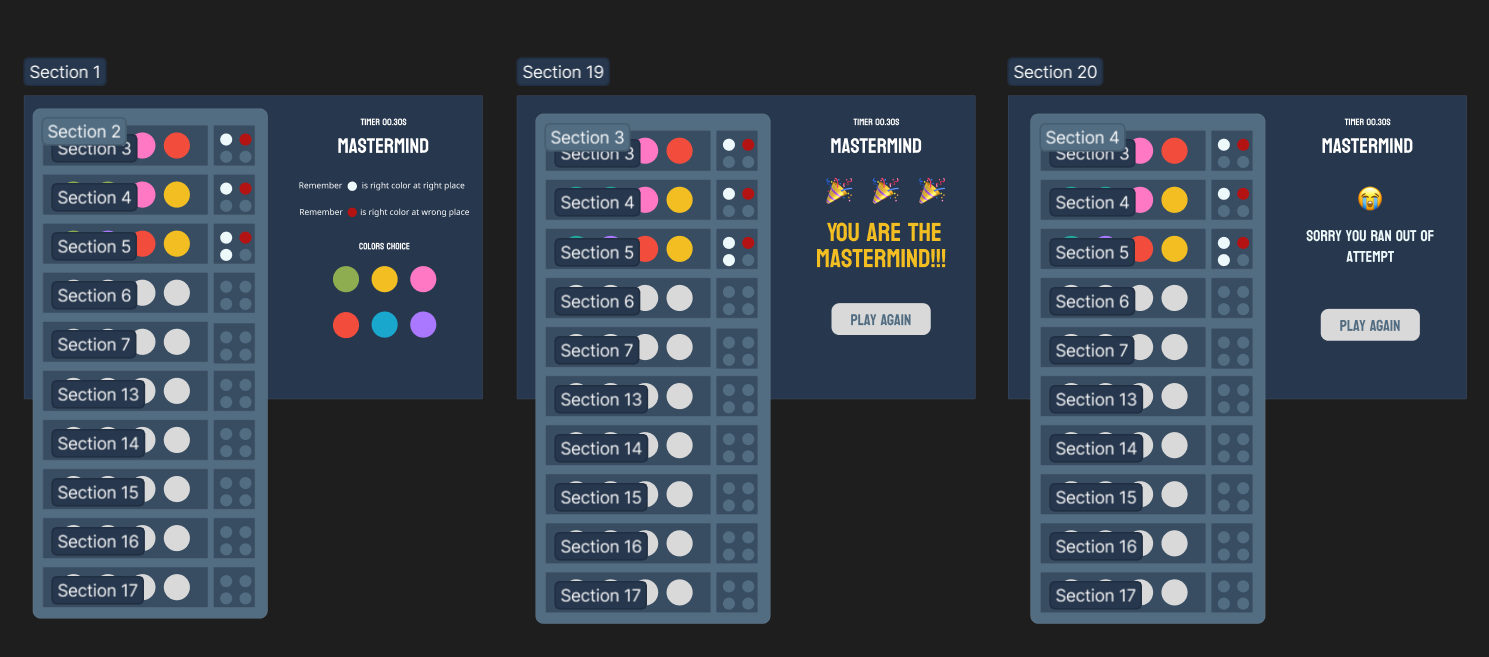 Section 1
Section 2
Section 3
Section 4
Section 5
Section 6
Section 7
Section 13
Section 14
Section 15
Section 16
Section 17
TIMER 00.30S
MASTERMIND
Remember is right color at right place
Remember is right color at wrong place
COLORS CHOICE
Section 19
Section 3
Section 3
Section 4
Section 5
Section 6
Section 7
Section 13
Section 14
Section 15
Section 16
Section 17
TIMER 00.30S
MASTERMIND
YOU ARE THE
MASTERMIND!!!
PLAY AGAIN
Section 20
Section 4
Section 3
Section 4
Section 5
Section 6
Section 7
Section 13
Section 14
Section 15
Section 16
Section 17
TIMER 00.30S
MASTERMIND
SORRY YOU RAN OUT OF
ATTEMPT
PLAY AGAIN